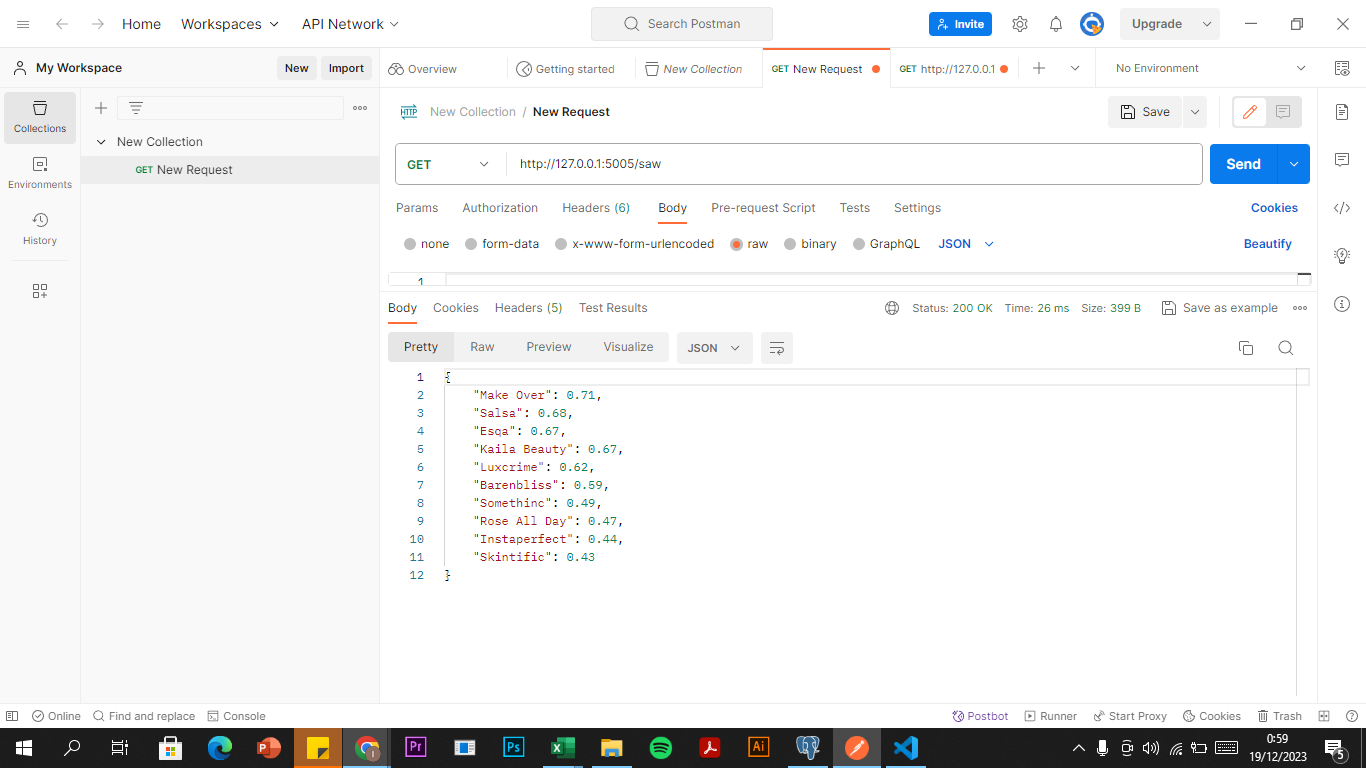 Home Workspaces API Network Search Postman Invite Upgrade
My Workspace New Import Overview Getting started New Collection GET New Request GET http://127.0.0.1 No Environment
Collections
Environments
History
New Collection
GET New Request
HTTP New Collection / New Request Save
GET http://127.0.0.1:5005/saw Send
Params Authorization Headers (6) Body Pre-request Script Tests Settings Cookies
none form-data x-www-form-urlencoded raw binary GraphQL JSON Beautify
1
Body Cookies Headers (5) Test Results Status: 200 OK Time: 26 ms Size: 399 B Save as example
Pretty Raw Preview Visualize JSON
1 {
2 "Make Over": 0.71,
3 "Salsa": 0.68,
4 "Esqa": 0.67,
5 "Kaila Beauty": 0.67,
6 "Luxcrime": 0.62,
7 "Barenbliss": 0.59,
8 "Somethinc": 0.49,
9 "Rose All Day": 0.47,
10 "Instaperfect": 0.44,
11 "Skintific": 0.43
12 }
Online Find and replace Console Postbot Runner Start Proxy Cookies Trash
Pr Ps Ai 0:59
19/12/2023 5